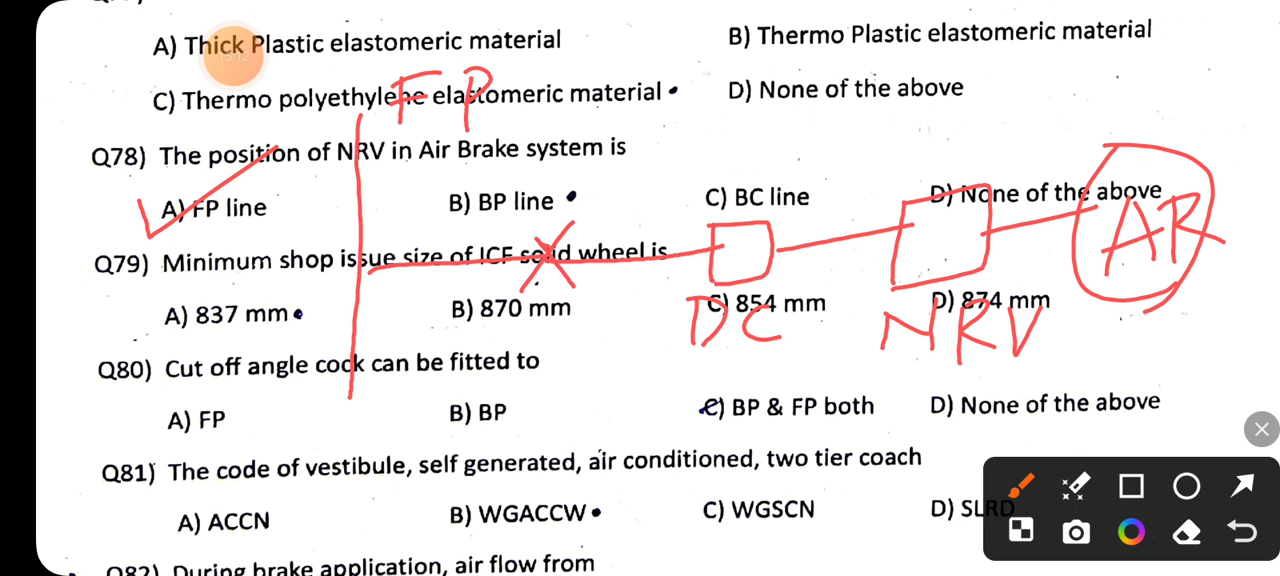 A) Thick Plastic elastomeric material B) Thermo Plastic elastomeric material
C) Thermo polyethylene elastomeric material D) None of the above
FP
Q78) The position of NRV in Air Brake system is
A) FP line B) BP line C) BC line D) None of the above
AR
Q79) Minimum shop issue size of ICF solid wheel is
A) 837 mm B) 870 mm C) 854 mm D) 874 mm
DC NRV
Q80) Cut off angle cock can be fitted to
A) FP B) BP C) BP & FP both D) None of the above
Q81) The code of vestibule, self generated, air conditioned, two tier coach
A) ACCN B) WGACCW C) WGSCN D) SLRD
Q82) During brake application, air flow from